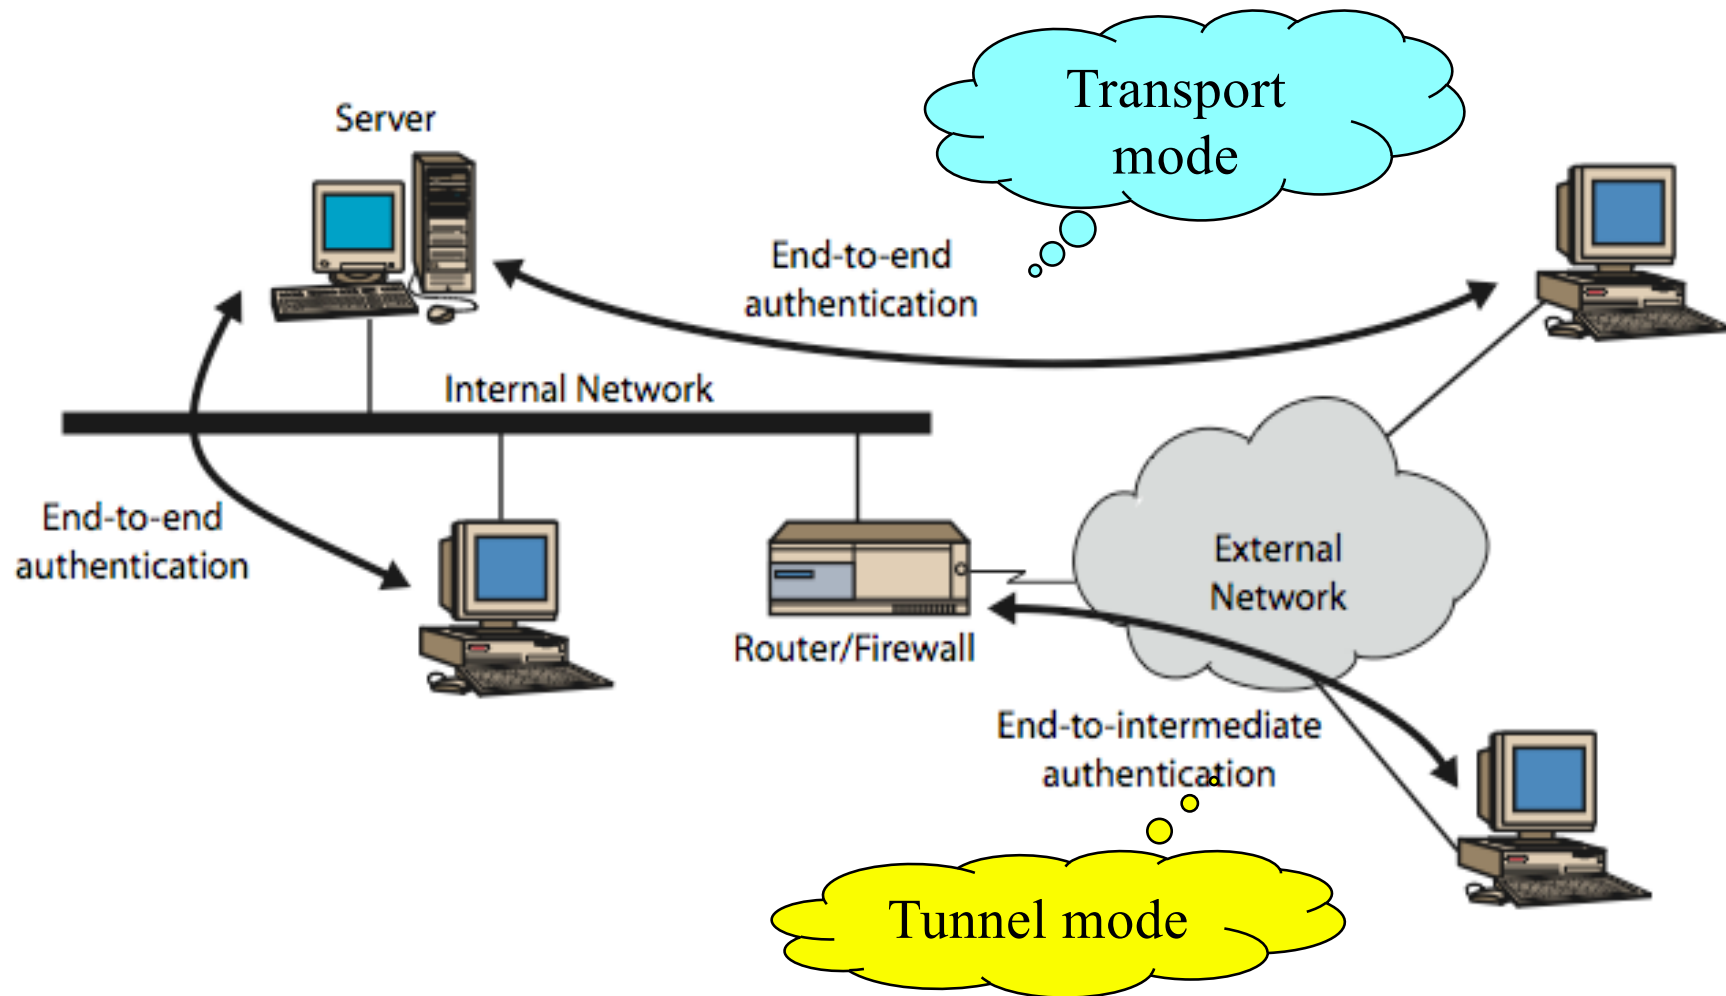 Transport
mode
Server
End-to-end
authentication
Internal Network
End-to-end
authentication
External
Network
Router/Firewall
End-to-intermediate
authentication
Tunnel mode